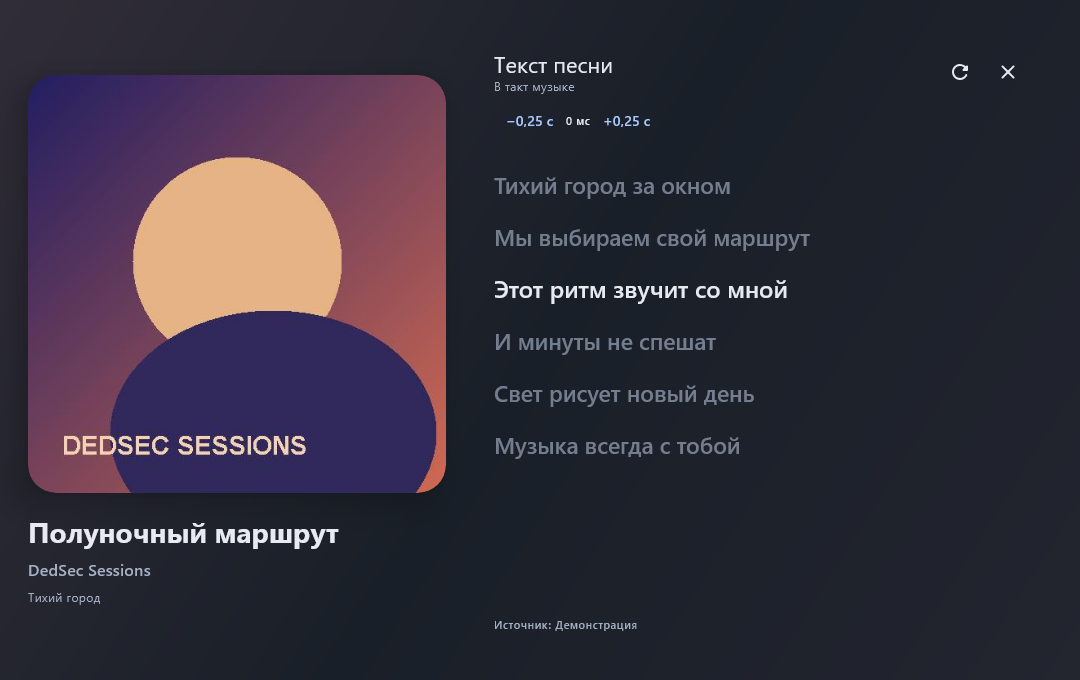 DEDSEC SESSIONS
Полуночный маршрут
DedSec Sessions
Тихий город
Текст песни
В такт музыке
−0,25 с 0 мс +0,25 с
Тихий город за окном
Мы выбираем свой маршрут
Этот ритм звучит со мной
И минуты не спешат
Свет рисует новый день
Музыка всегда с тобой
Источник: Демонстрация